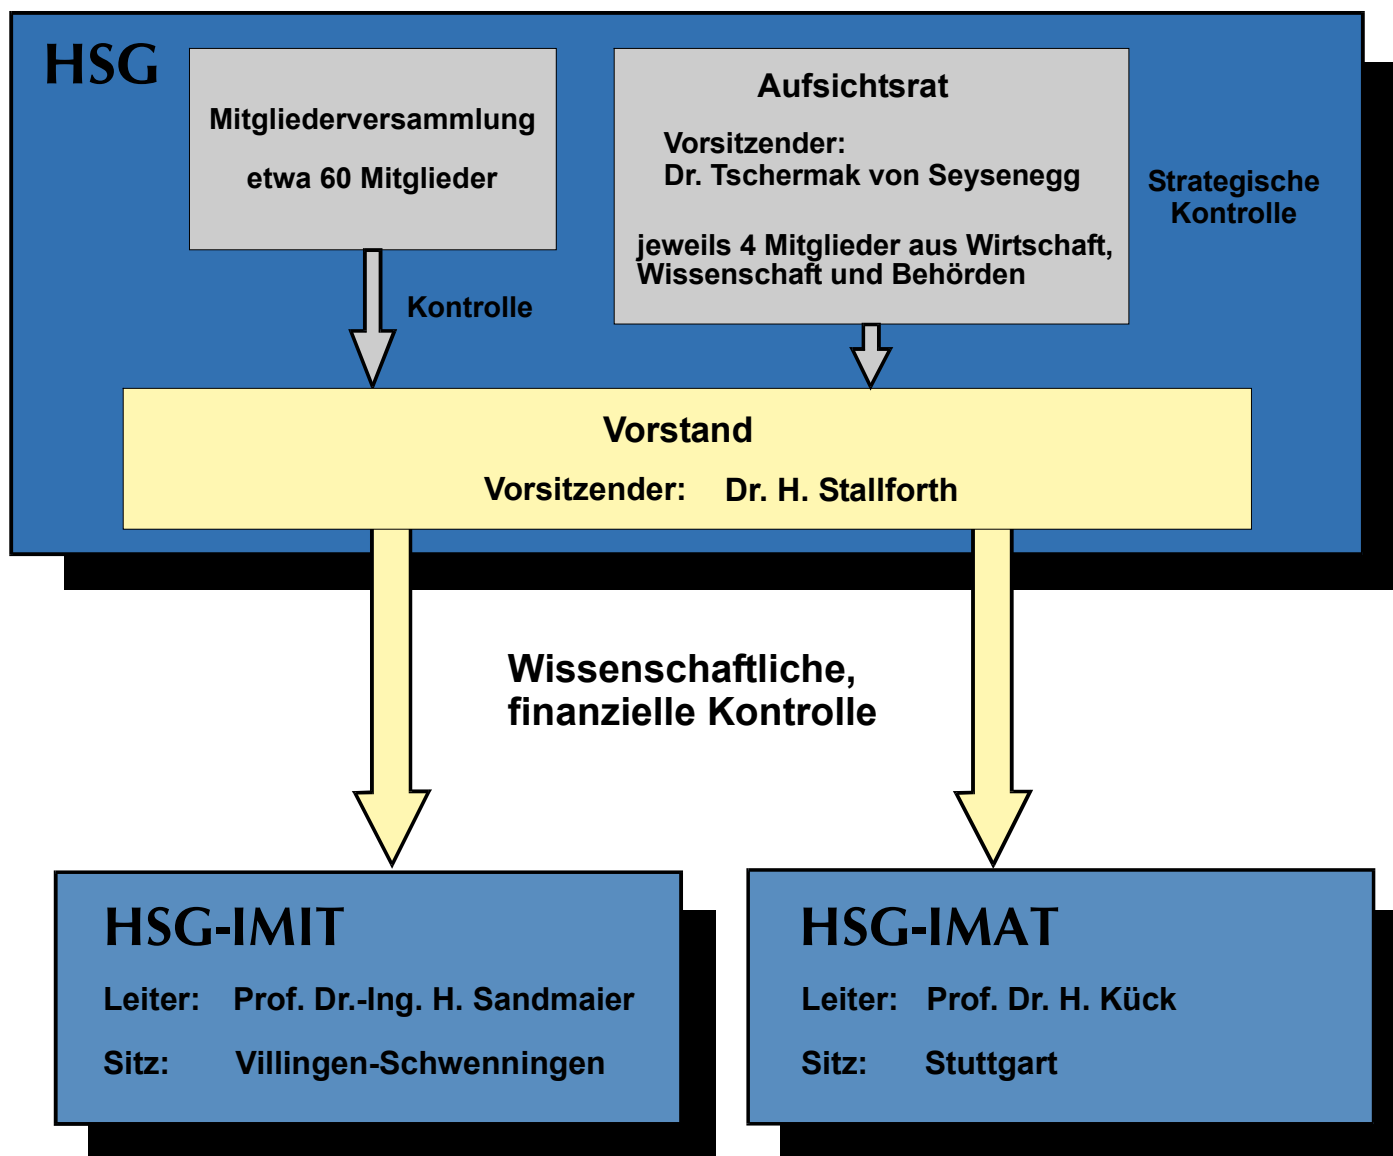 HSG
Mitgliederversammlung
etwa 60 Mitglieder
Aufsichtsrat
Vorsitzender:
Dr. Tschermak von Seysenegg
jeweils 4 Mitglieder aus Wirtschaft,
Wissenschaft und Behörden
Strategische
Kontrolle
Kontrolle
Vorstand
Vorsitzender: Dr. H. Stallforth
Wissenschaftliche,
finanzielle Kontrolle
HSG-IMIT
Leiter: Prof. Dr.-Ing. H. Sandmaier
Sitz: Villingen-Schwenningen
HSG-IMAT
Leiter: Prof. Dr. H. Kück
Sitz: Stuttgart